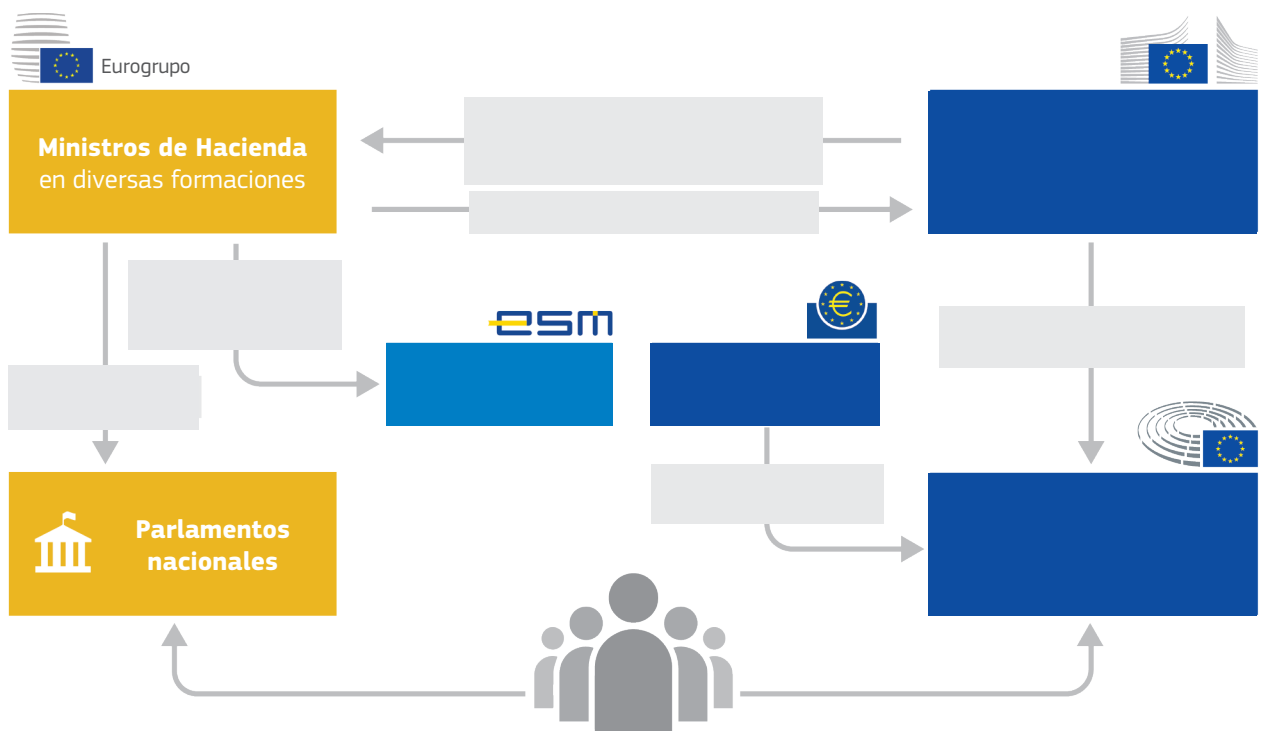 Eurogrupo
Ministros de Hacienda
en diversas formaciones
esm
Parlamentos
nacionales